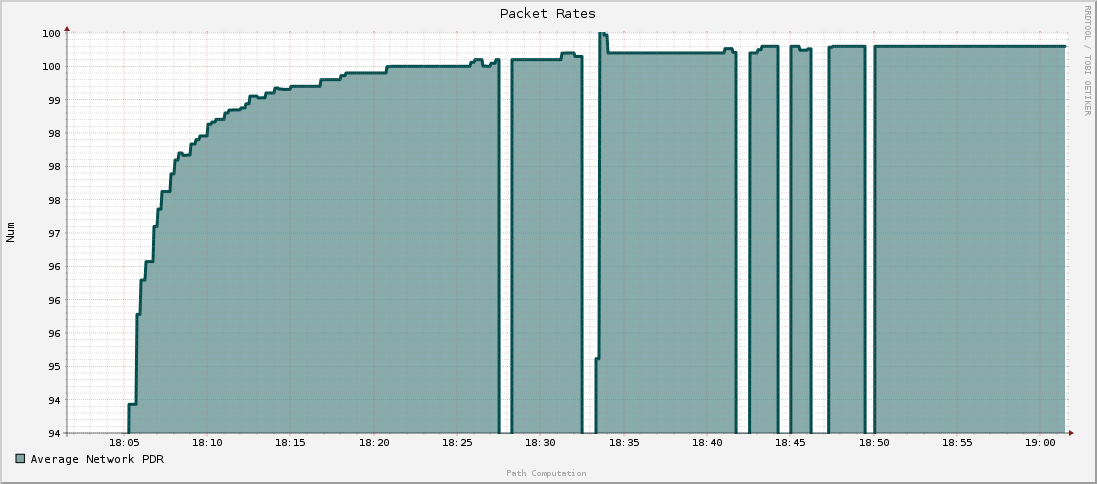 Packet Rates
RRDTOOL / TOBI OETIKER
Num
100
100
99
98
98
98
97
96
96
96
95
94
94
18:05 18:10 18:15 18:20 18:25 18:30 18:35 18:40 18:45 18:50 18:55 19:00
Average Network PDR
Path Computation